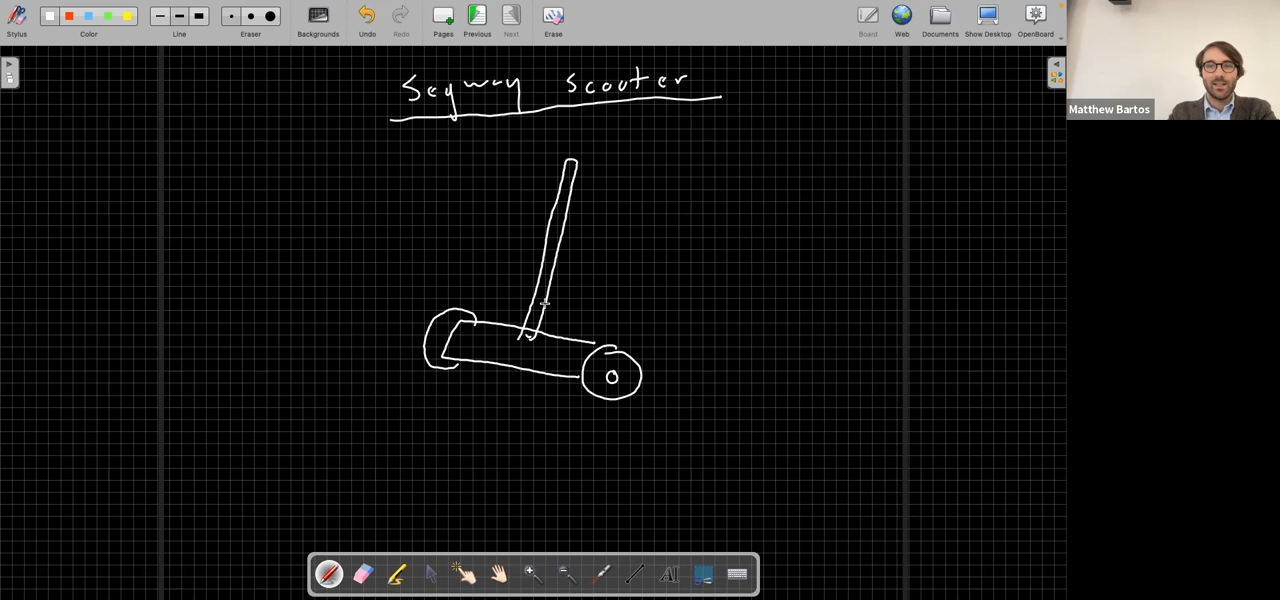 Stylus Color Line Eraser Backgrounds Undo Redo Pages Previous Next Erase Board Web Documents Show Desktop OpenBoard
Segway Scooter
Matthew Bartos
AI